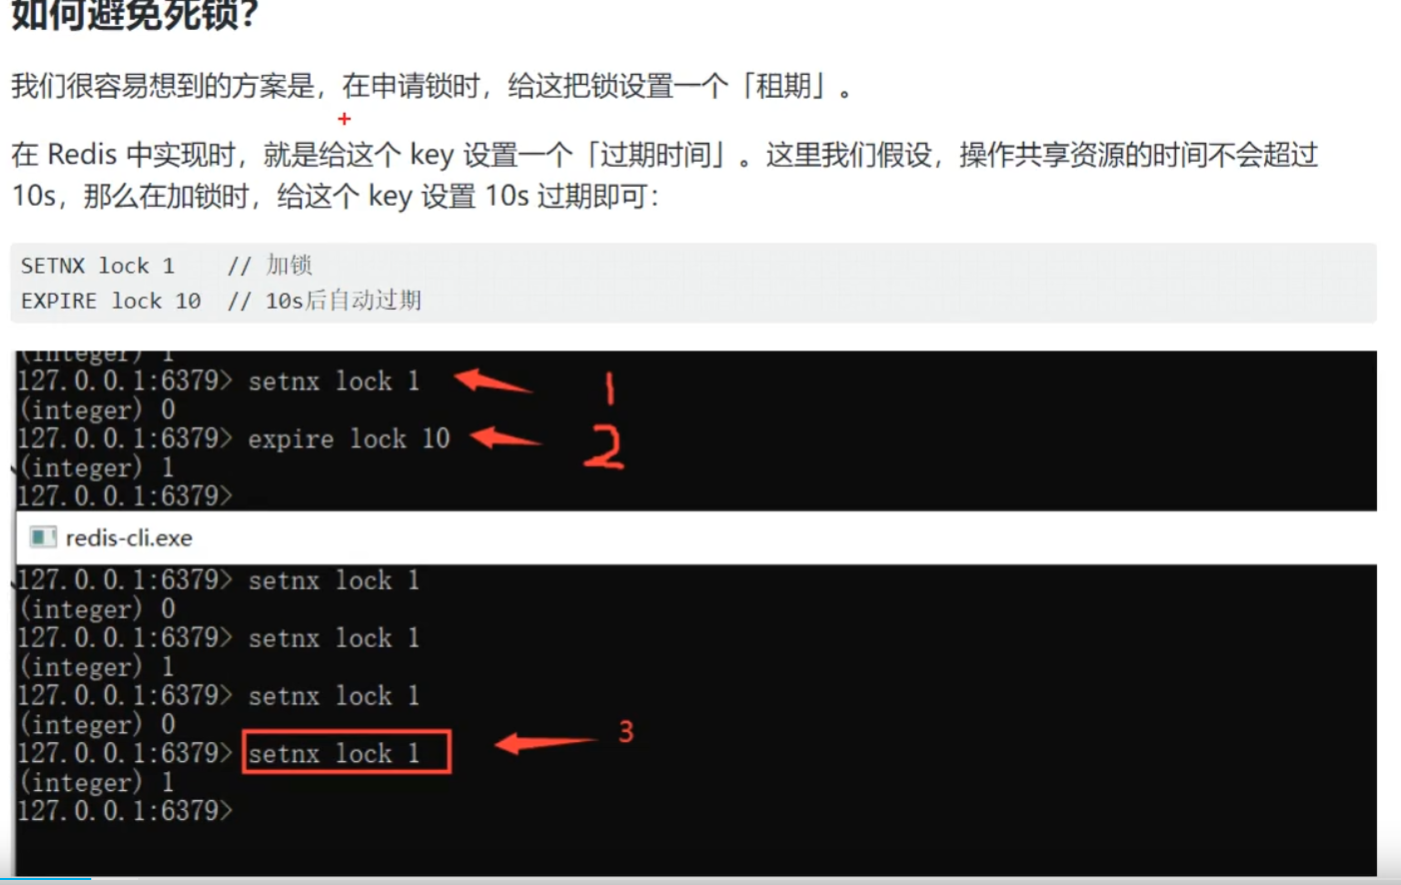 如何避免死锁？
我们很容易想到的方案是，在申请锁时，给这把锁设置一个「租期」。
在 Redis 中实现时，就是给这个 key 设置一个「过期时间」。这里我们假设，操作共享资源的时间不会超过
10s，那么在加锁时，给这个 key 设置 10s 过期即可：
SETNX lock 1    // 加锁
EXPIRE lock 10  // 10s后自动过期
(integer) 1
127.0.0.1:6379> setnx lock 1 1
(integer) 0
127.0.0.1:6379> expire lock 10 2
(integer) 1
127.0.0.1:6379>
redis-cli.exe
127.0.0.1:6379> setnx lock 1
(integer) 0
127.0.0.1:6379> setnx lock 1
(integer) 1
127.0.0.1:6379> setnx lock 1
(integer) 0
127.0.0.1:6379> setnx lock 1 3
(integer) 1
127.0.0.1:6379>